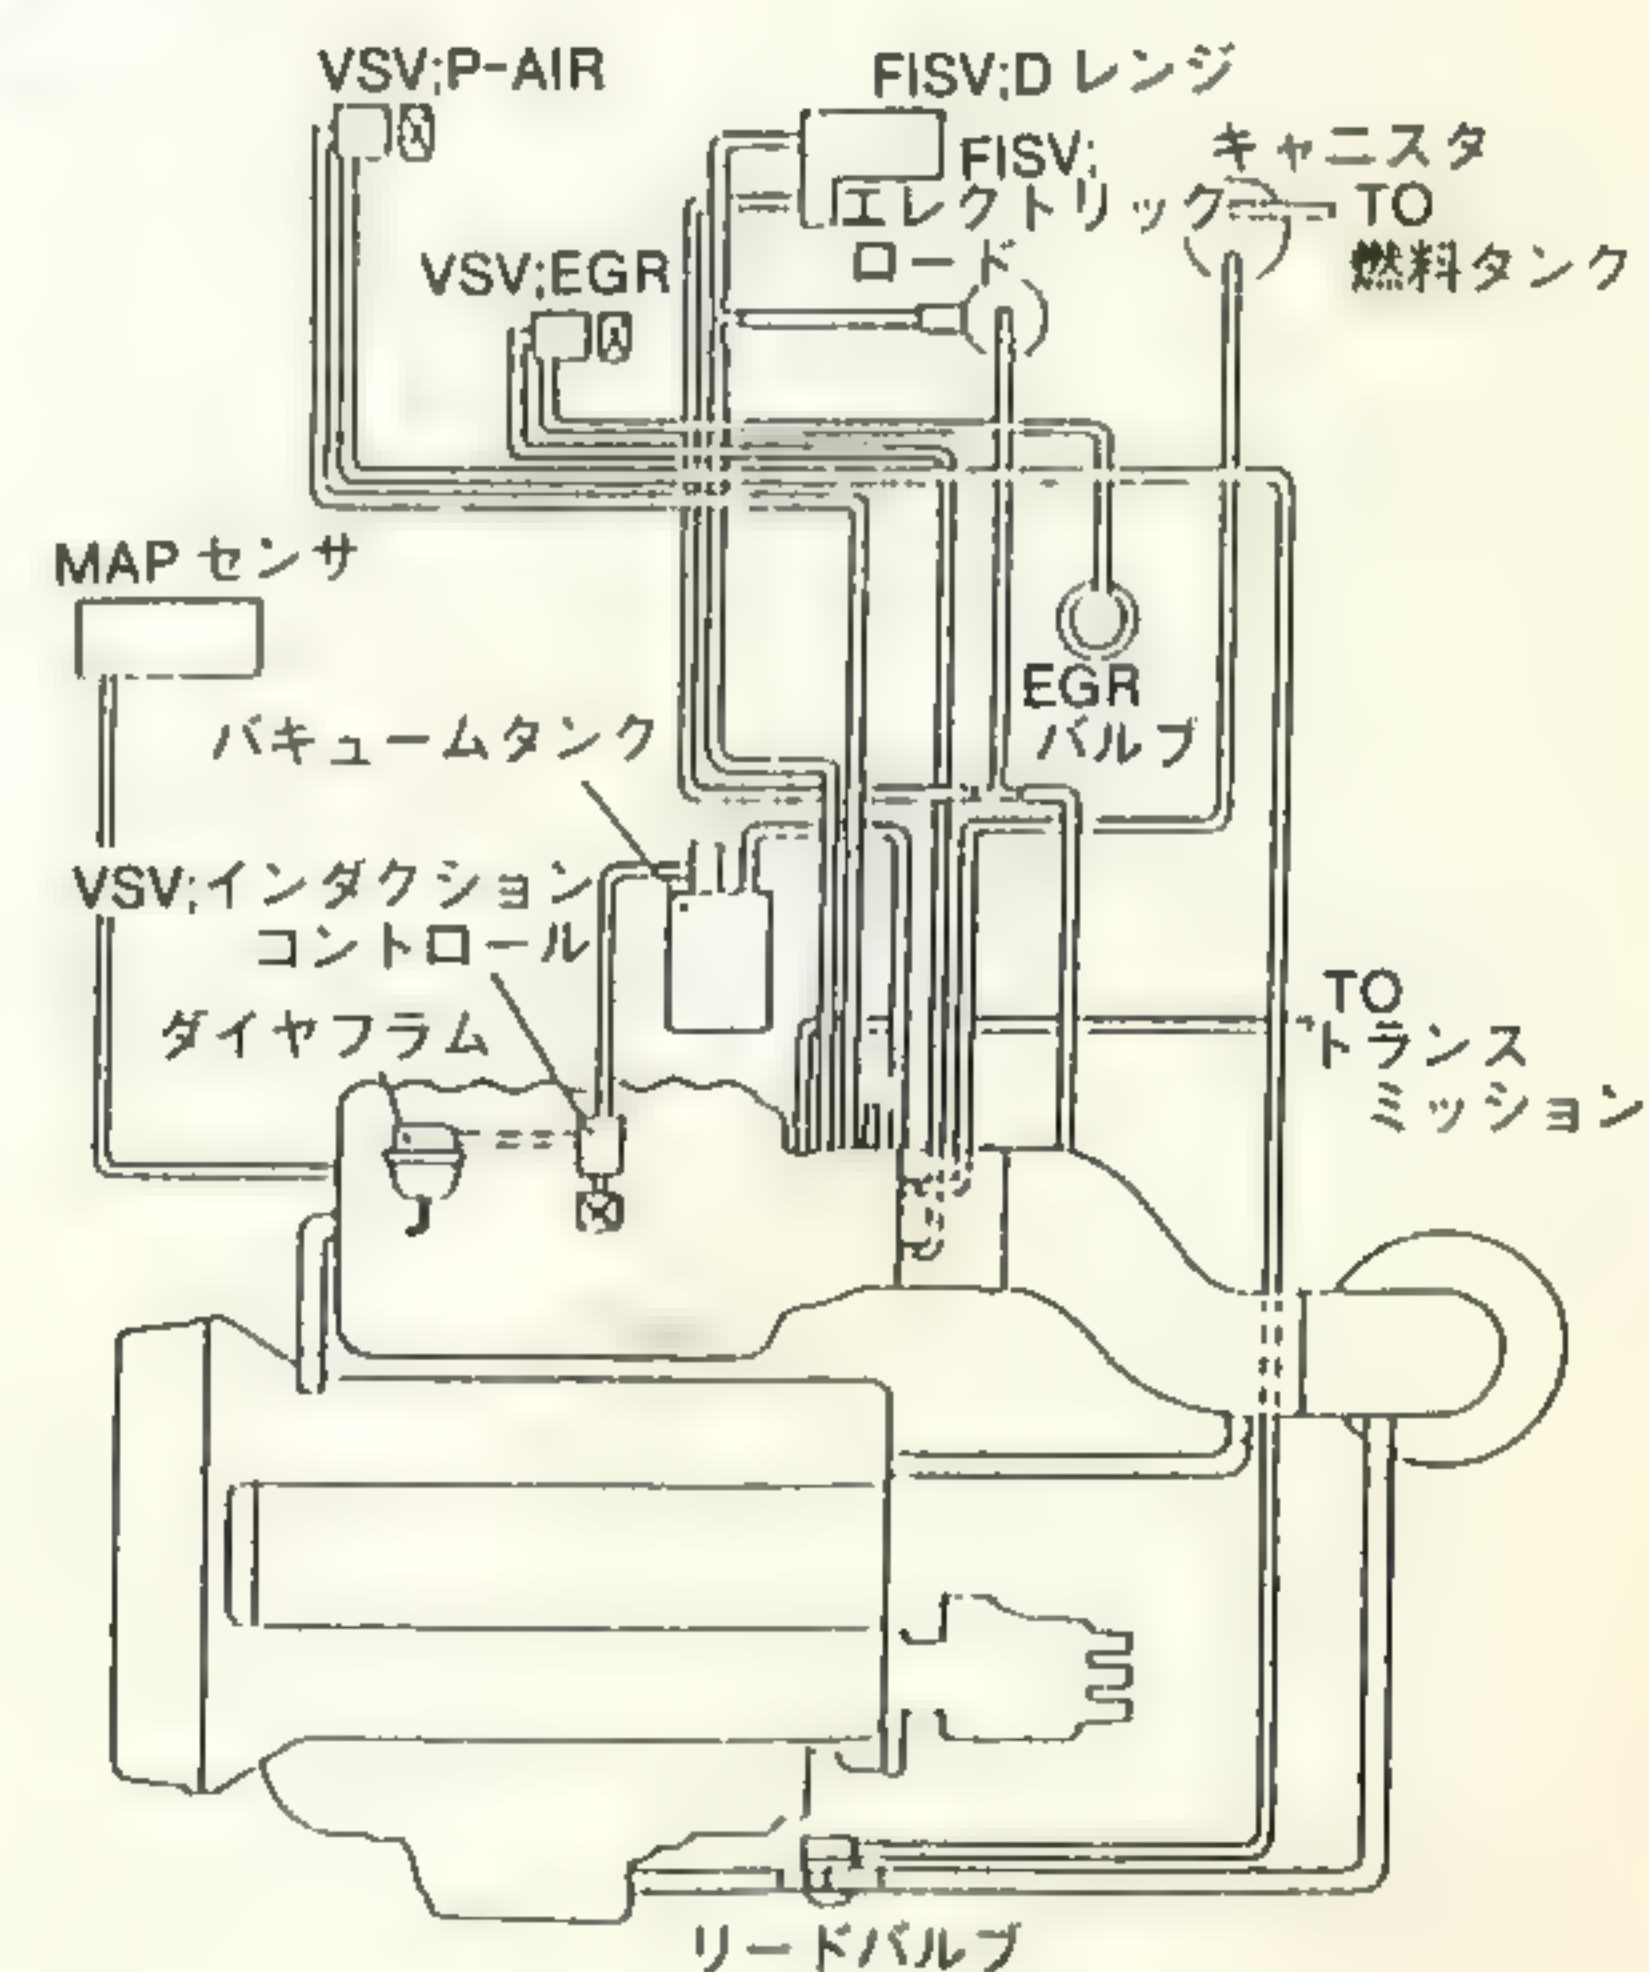 VSV;P-AIR
FISV;D レンジ
FISV;
エレクトリック
ロード
キャニスタ
TO
燃料タンク
VSV;EGR
MAP センサ
EGR
バルブ
バキュームタンク
VSV;インダクション
コントロール
ダイヤフラム
TO
トランス
ミッション
リードバルブ